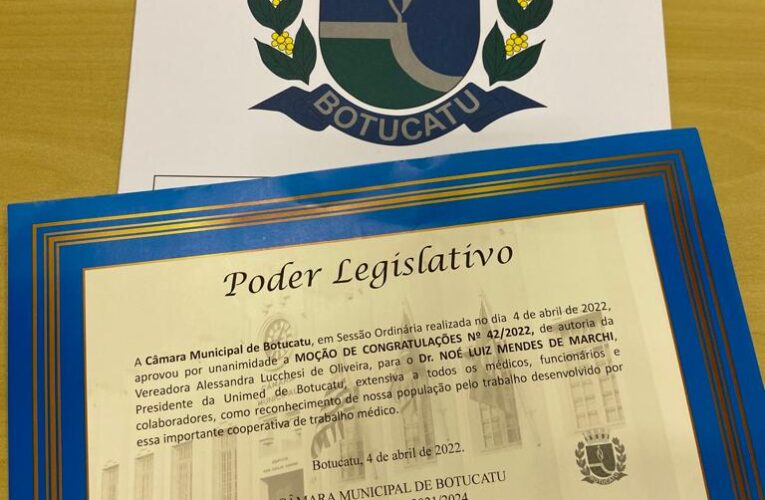 BOTUCATU
Poder Legislativo
A Câmara Municipal de Botucatu, em Sessão Ordinária realizada no dia 4 de abril de 2022,
aprovou por unanimidade a MOÇÃO DE CONGRATULAÇÕES Nº 42/2022, de autoria da
Vereadora Alessandra Lucchesi de Oliveira, para o Dr. NOÉ LUIZ MENDES DE MARCHI,
Presidente da Unimed de Botucatu, extensiva a todos os médicos, funcionários e
colaboradores, como reconhecimento de nossa população pelo trabalho desenvolvido por
essa importante cooperativa de trabalho médico.
Botucatu, 4 de abril de 2022.
CÂMARA MUNICIPAL DE BOTUCATU
2021/2024